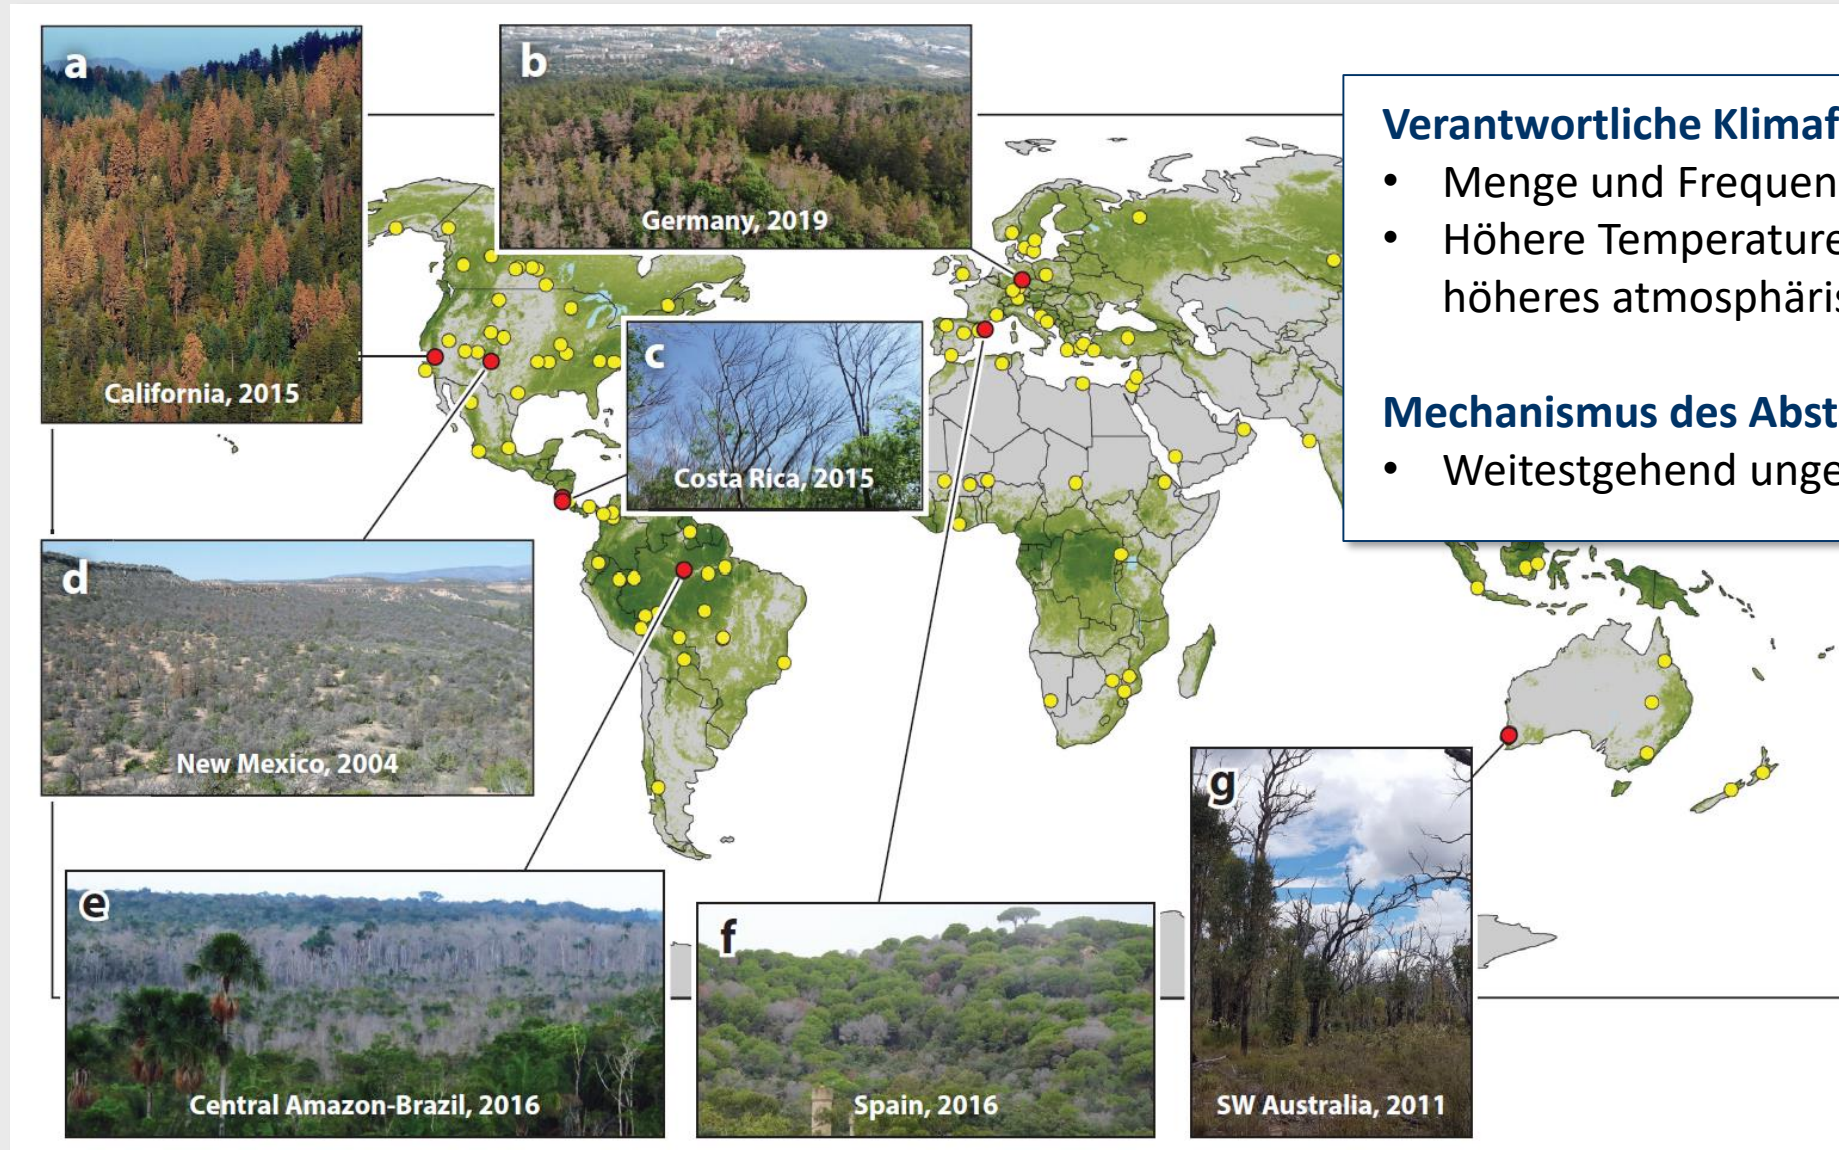 a
California, 2015
b
Germany, 2019
Verantwortliche Klimaf
• Menge und Frequen
• Höhere Temperature
höheres atmosphäris
Mechanismus des Abst
• Weitestgehend unge
c
Costa Rica, 2015
d
New Mexico, 2004
e
Central Amazon-Brazil, 2016
f
Spain, 2016
g
SW Australia, 2011